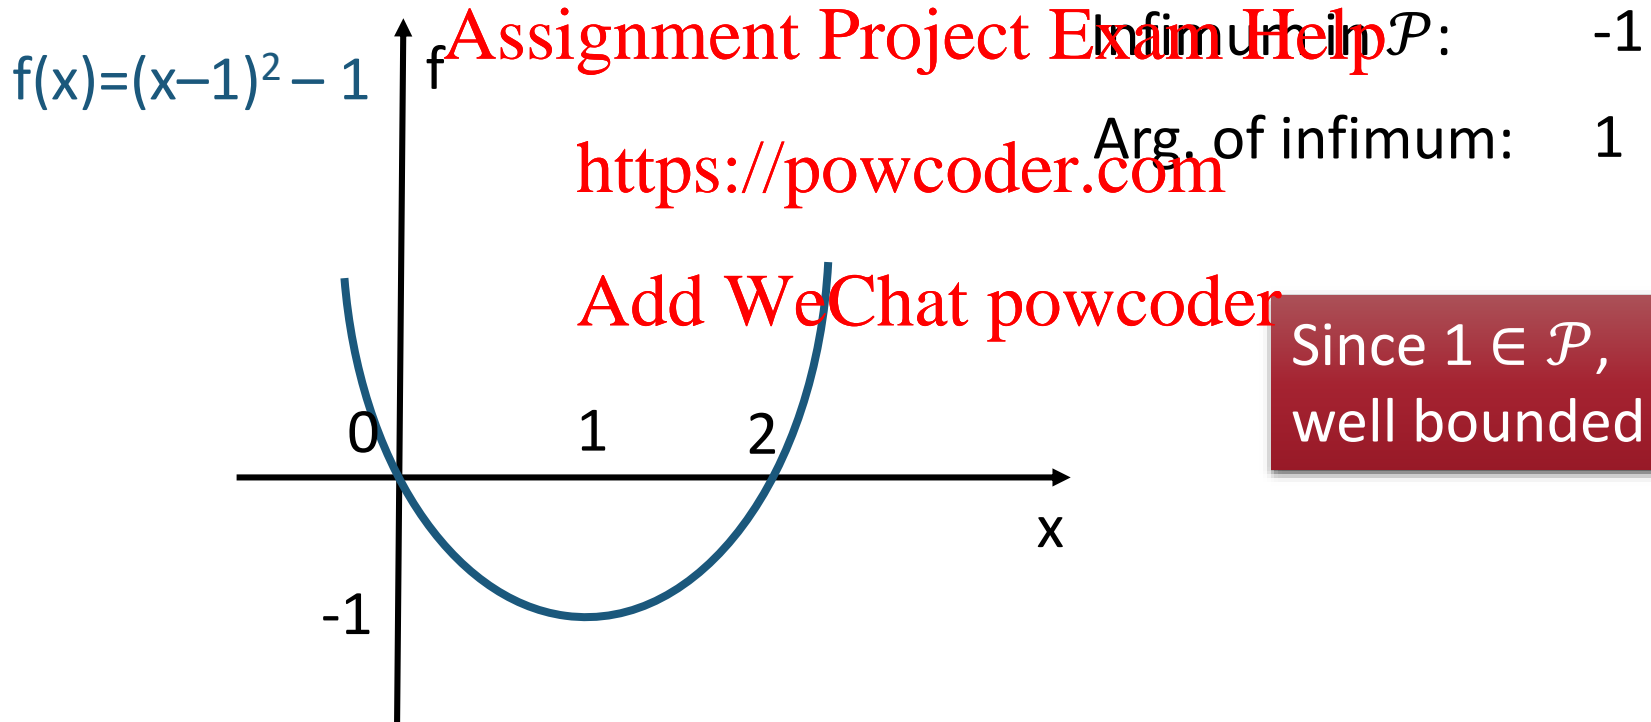 Assignment Project Exam Help
Infimum in 𝒫: -1
f(x)=(x–1)² – 1
f
Arg. of infimum: 1
https://powcoder.com
Add WeChat powcoder
Since 1 ∈ 𝒫,
well bounded
0 1 2
x
-1